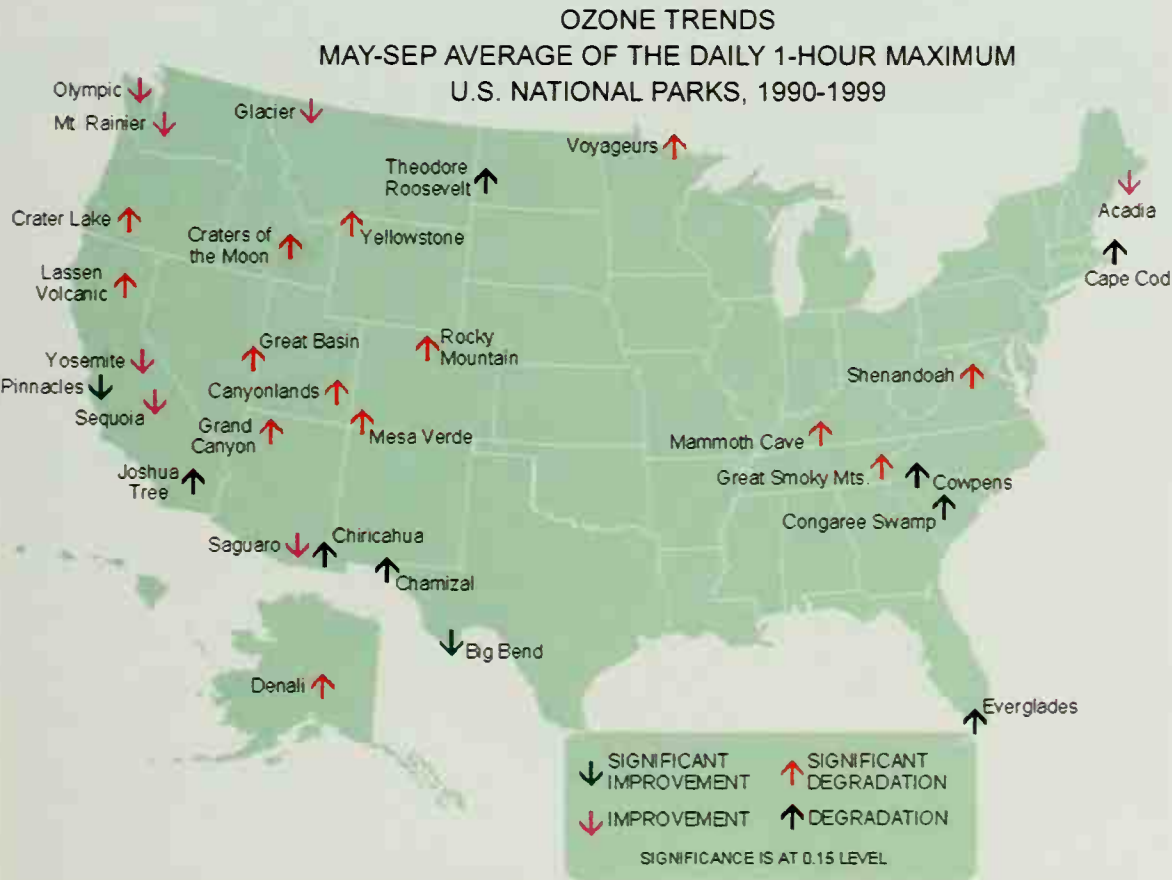 OZONE TRENDS
MAY-SEP AVERAGE OF THE DAILY 1-HOUR MAXIMUM
U.S. NATIONAL PARKS, 1990-1999
Olympic
Mt. Rainier
Glacier
Theodore
Roosevelt
Voyageurs
Acadia
Cape Cod
Crater Lake
Craters of
the Moon
Yellowstone
Lassen
Volcanic
Great Basin
Rocky
Mountain
Yosemite
Pinnacles
Sequoia
Canyonlands
Grand
Canyon
Mesa Verde
Shenandoah
Mammoth Cave
Great Smoky Mts.
Cowpens
Congaree Swamp
Joshua
Tree
Saguaro
Chiricahua
Chamizal
Big Bend
Denali
Everglades
SIGNIFICANT
IMPROVEMENT
SIGNIFICANT
DEGRADATION
IMPROVEMENT
DEGRADATION
SIGNIFICANCE IS AT 0.15 LEVEL